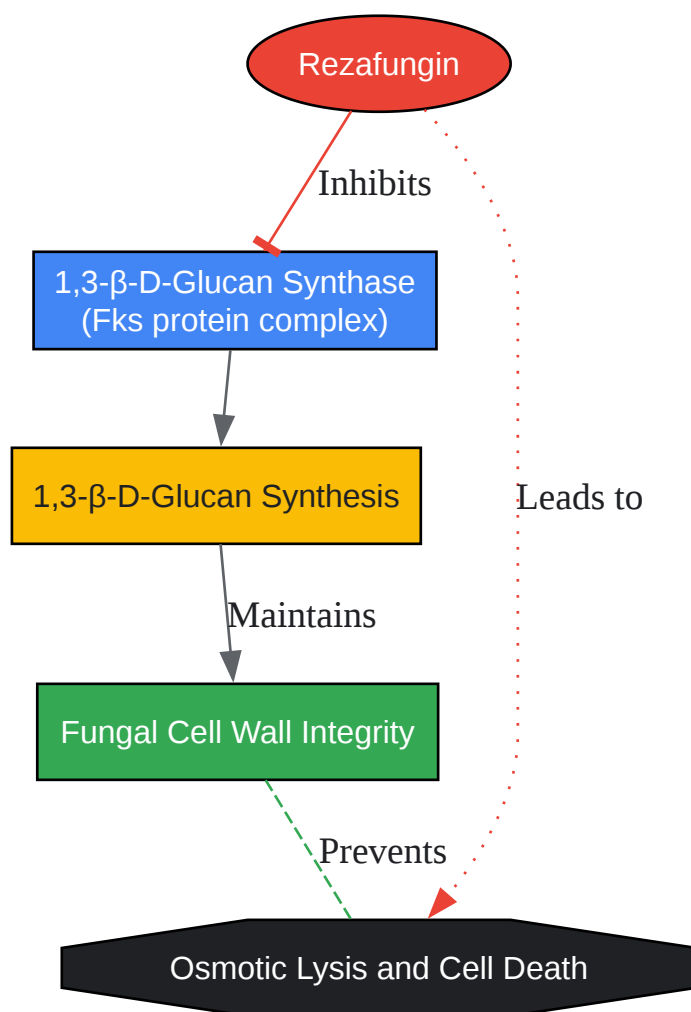 Rezafungin
Inhibits
1,3-β-D-Glucan Synthase
(Fks protein complex)
1,3-β-D-Glucan Synthesis
Leads to
Maintains
Fungal Cell Wall Integrity
Prevents
Osmotic Lysis and Cell Death